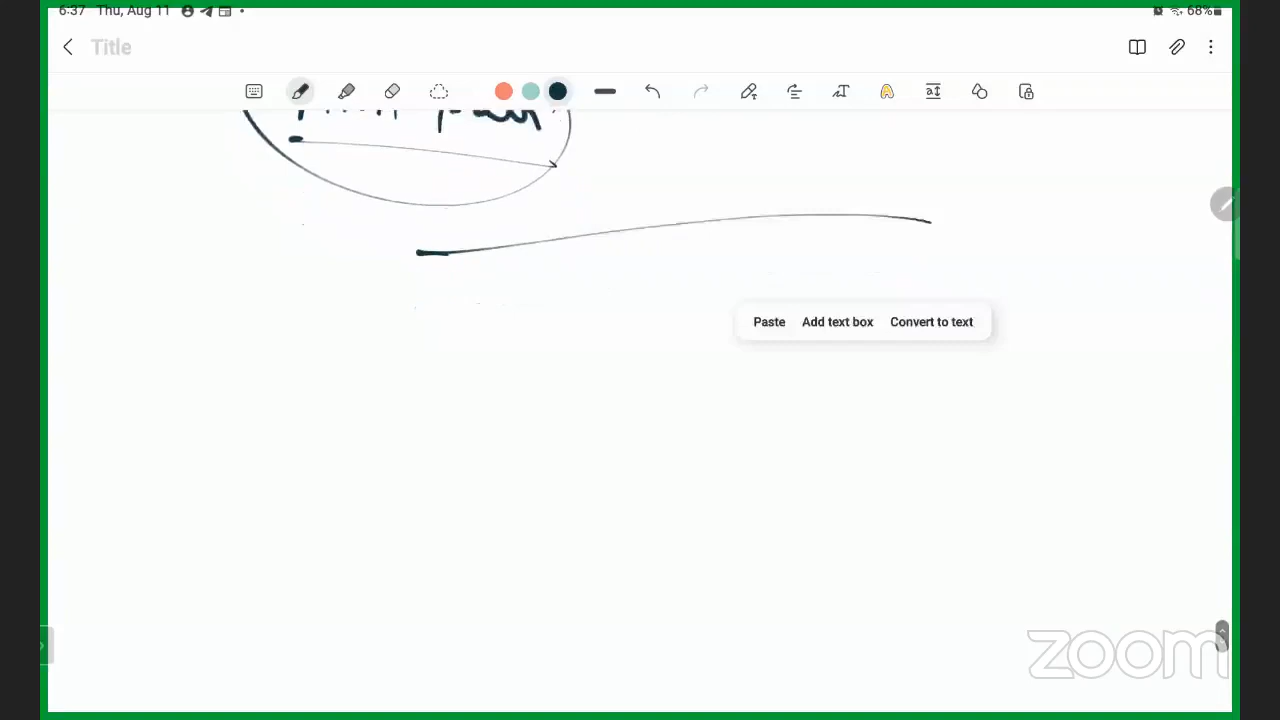 6:37 Thu, Aug 11 68%
Title
Paste Add text box Convert to text
zoom